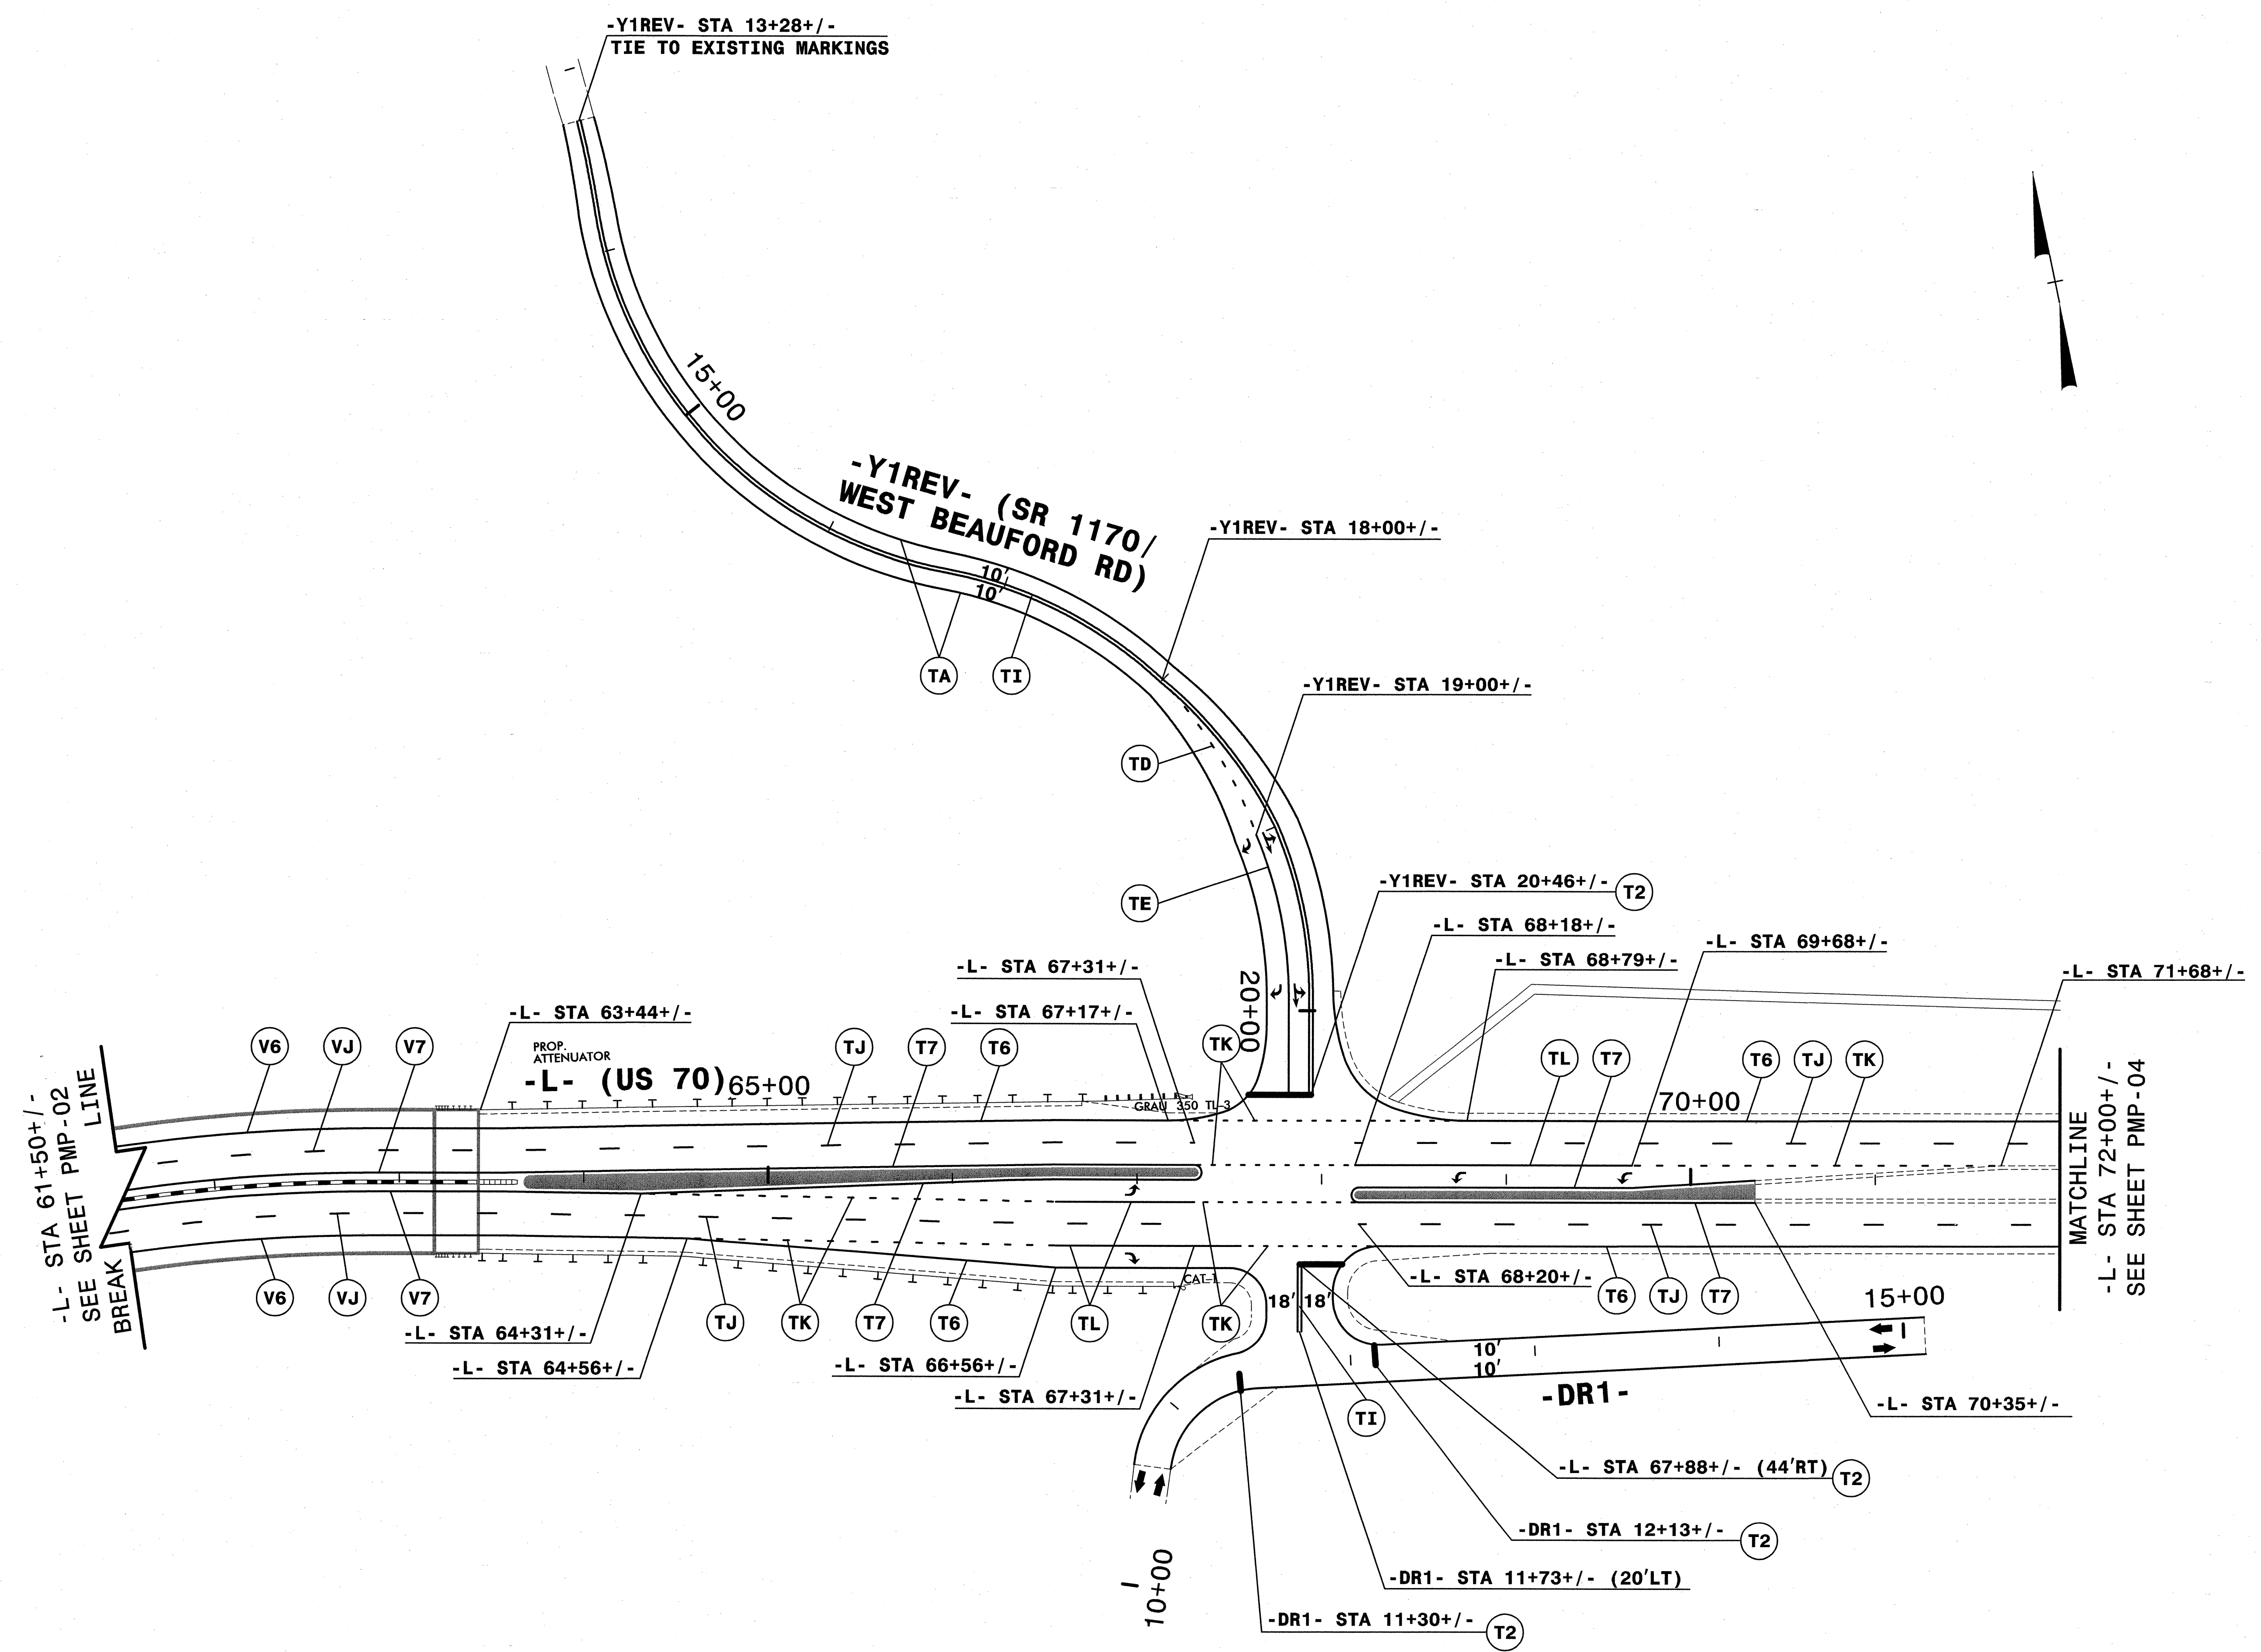 -Y1REV- STA 13+28+/-
TIE TO EXISTING MARKINGS
15+00
-Y1REV- (SR 1170/
WEST BEAUFORD RD)
10'
10'
-Y1REV- STA 18+00+/-
TA
TI
-Y1REV- STA 19+00+/-
TD
TE
-Y1REV- STA 20+46+/-
T2
-L- STA 68+18+/-
-L- STA 69+68+/-
-L- STA 68+79+/-
-L- STA 71+68+/-
-L- STA 67+31+/-
-L- STA 67+17+/-
20+00
-L- STA 63+44+/-
V6
VJ
V7
PROP.
ATTENUATOR
-L- (US 70)
65+00
TJ
T7
T6
TK
TL
T7
T6
TJ
TK
GRAU 350 TL-3
70+00
-L- STA 61+50+/-
SEE SHEET PMP-02
BREAK LINE
MATCHLINE
-L- STA 72+00+/-
SEE SHEET PMP-04
V6
VJ
V7
TJ
TK
T7
T6
TL
CAT-1
TK
18'
18'
-L- STA 68+20+/-
T6
TJ
T7
15+00
-L- STA 64+31+/-
-L- STA 64+56+/-
-L- STA 66+56+/-
-L- STA 67+31+/-
10'
10'
-DR1-
TI
-L- STA 70+35+/-
-L- STA 67+88+/- (44'RT)
T2
-DR1- STA 12+13+/-
T2
-DR1- STA 11+73+/- (20'LT)
10+00
-DR1- STA 11+30+/-
T2